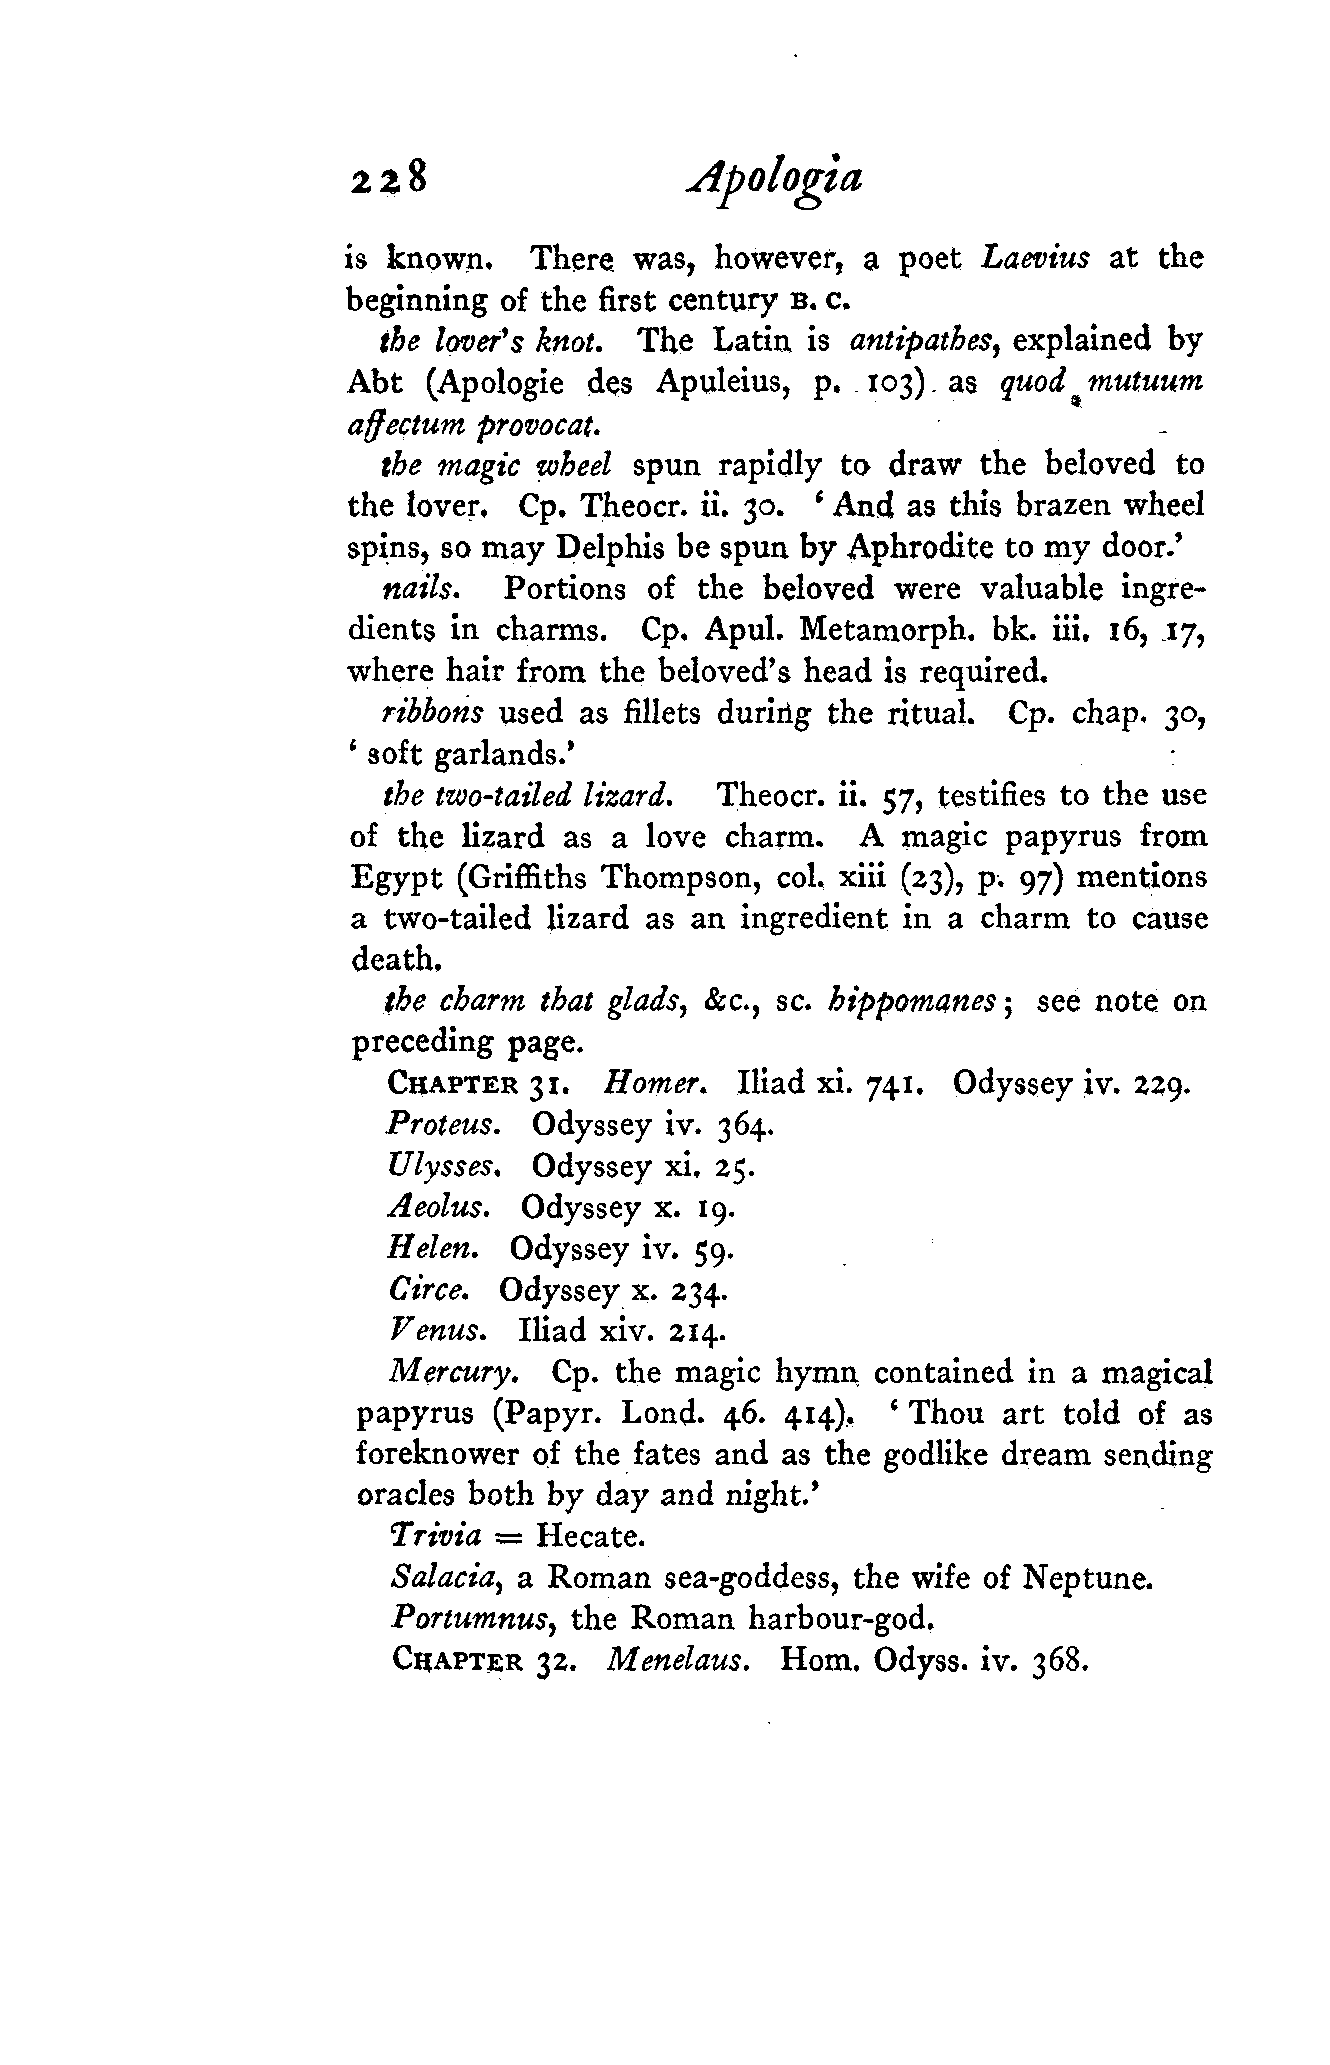 228 Apologia
is known. There was, however, a poet Laevius at the
beginning of the first century B. C.
the lover's knot. The Latin is antipathes, explained by
Abt (Apologie des Apuleius, p. 103) as quod mutuum
affectum provocat.
the magic wheel spun rapidly to draw the beloved to
the lover. Cp. Theocr. ii. 30. ‘ And as this brazen wheel
spins, so may Delphis be spun by Aphrodite to my door.’
nails. Portions of the beloved were valuable ingre-
dients in charms. Cp. Apul. Metamorph. bk. iii. 16, 17,
where hair from the beloved's head is required.
ribbons used as fillets during the ritual. Cp. chap. 30,
‘ soft garlands.’
the two-tailed lizard. Theocr. ii. 57, testifies to the use
of the lizard as a love charm. A magic papyrus from
Egypt (Griffiths Thompson, col. xiii (23), p. 97) mentions
a two-tailed lizard as an ingredient in a charm to cause
death.
the charm that glads, &c., sc. hippomanes ; see note on
preceding page.
CHAPTER 31. Homer. Iliad xi. 741. Odyssey iv. 229.
Proteus. Odyssey iv. 364.
Ulysses. Odyssey xi. 25.
Aeolus. Odyssey x. 19.
Helen. Odyssey iv. 59.
Circe. Odyssey x. 234.
Venus. Iliad xiv. 214.
Mercury. Cp. the magic hymn contained in a magical
papyrus (Papyr. Lond. 46. 414). ‘ Thou art told of as
foreknower of the fates and as the godlike dream sending
oracles both by day and night.’
Trivia = Hecate.
Salacia, a Roman sea-goddess, the wife of Neptune.
Portumnus, the Roman harbour-god.
CHAPTER 32. Menelaus. Hom. Odyss. iv. 368.